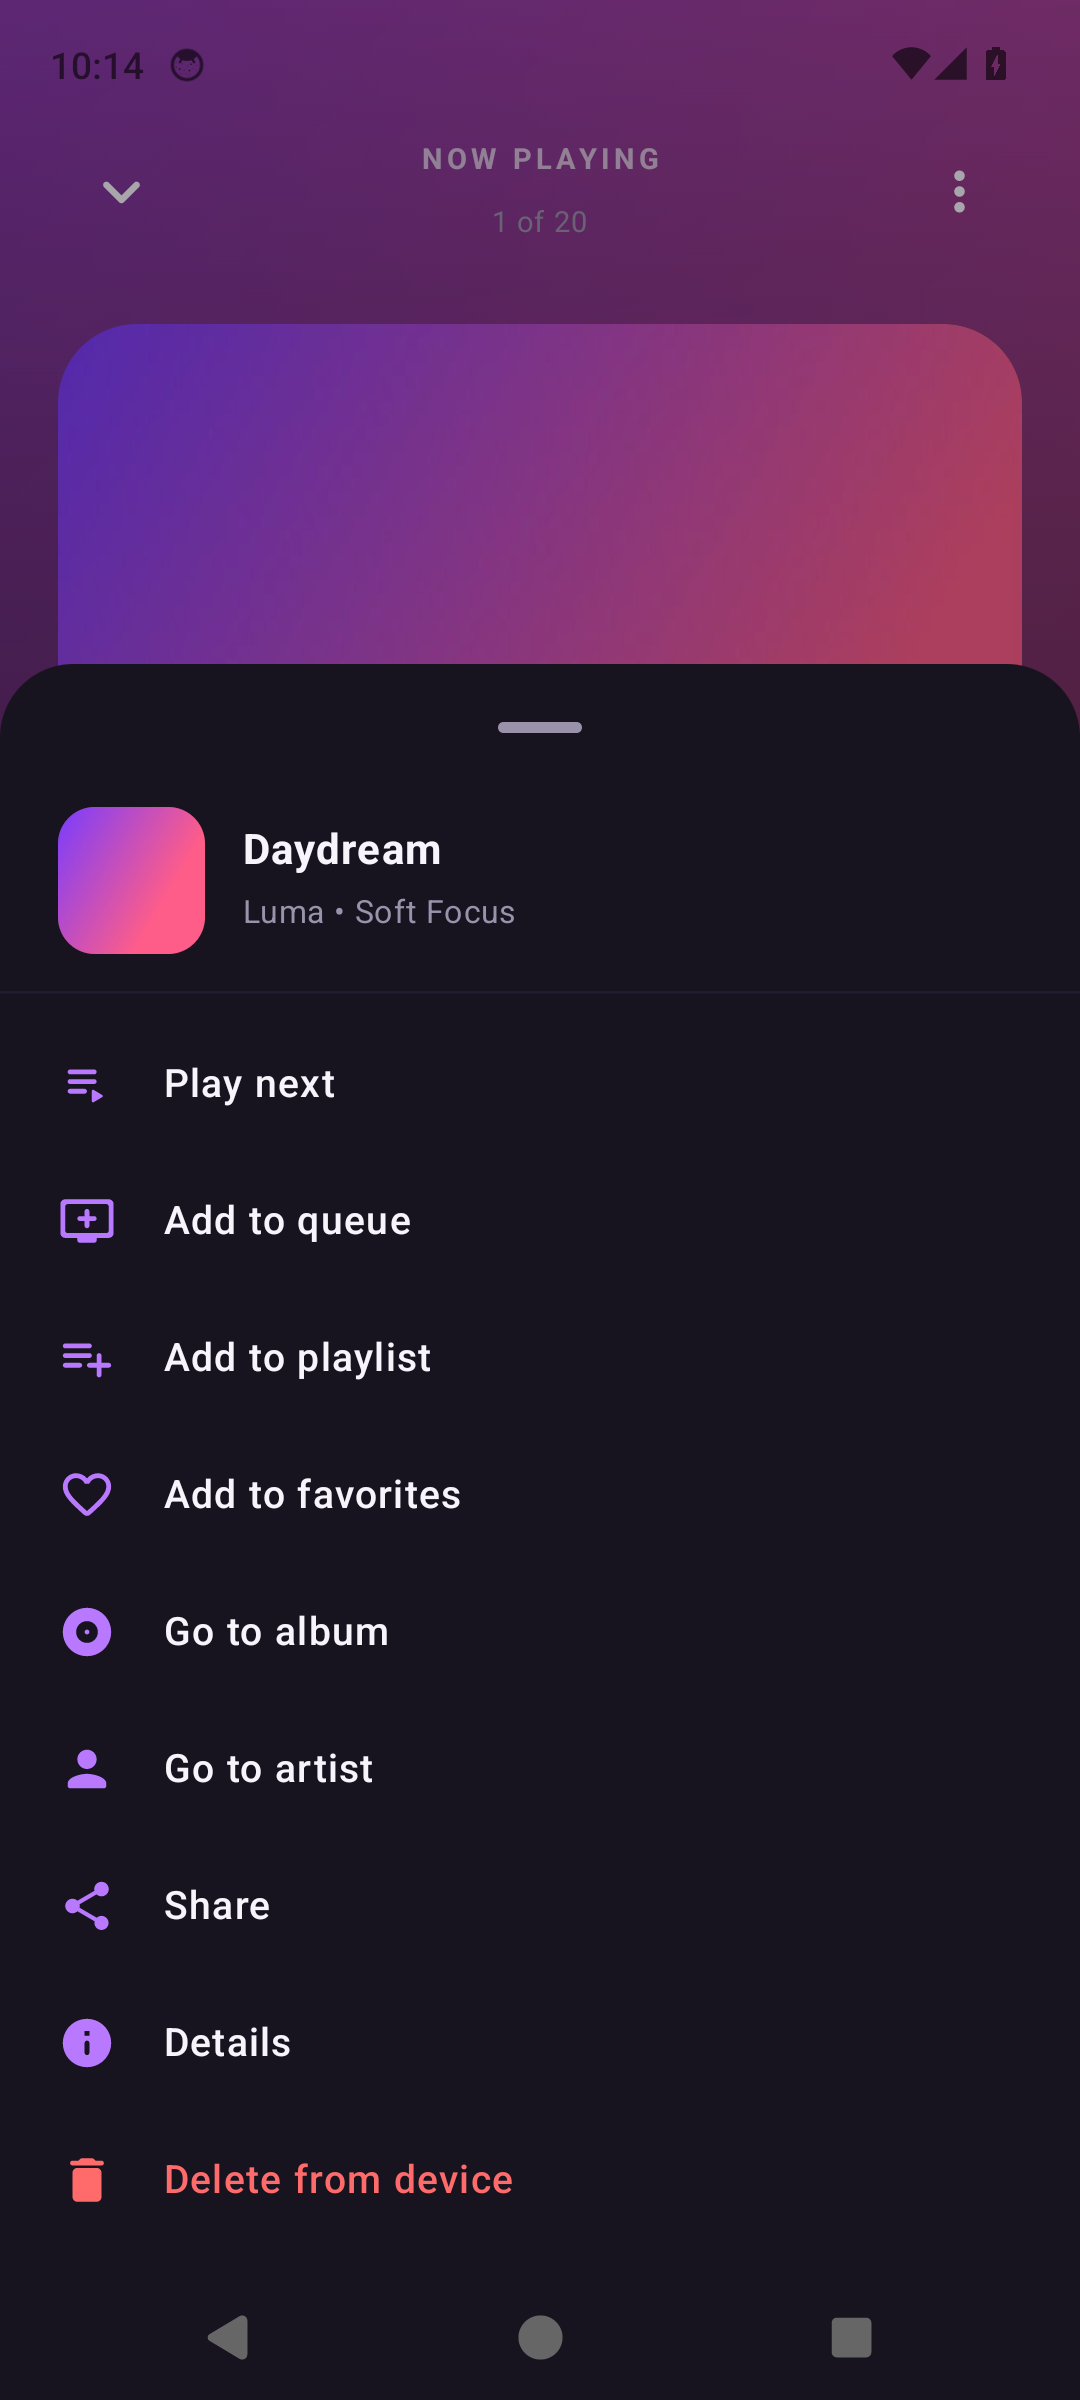 10:14
NOW PLAYING
1 of 20
Daydream
Luma • Soft Focus
Play next
Add to queue
Add to playlist
Add to favorites
Go to album
Go to artist
Share
Details
Delete from device